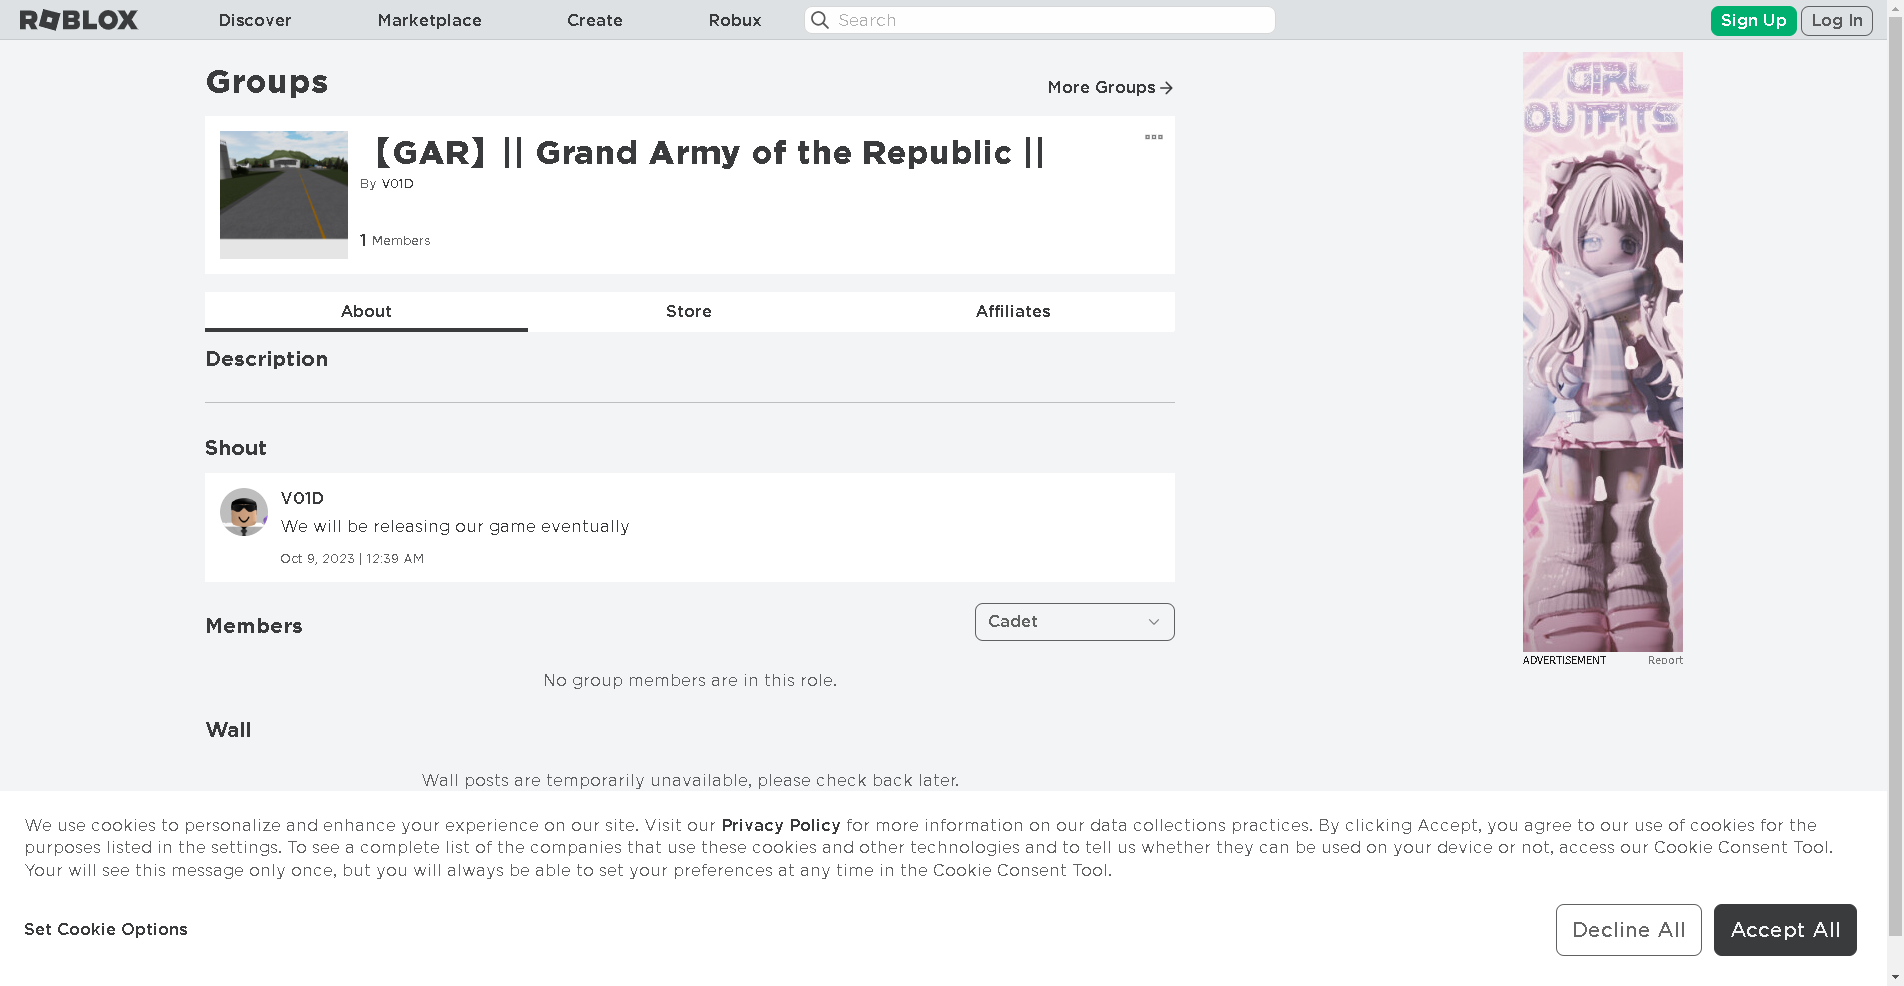 ROBLOX
Discover
Marketplace
Create
Robux
Search
Sign Up
Log In
Groups
More Groups
【GAR】|| Grand Army of the Republic ||
By V01D
1 Members
About
Store
Affiliates
Description
Shout
V01D
We will be releasing our game eventually
Oct 9, 2023 | 12:39 AM
Members
Cadet
No group members are in this role.
Wall
Wall posts are temporarily unavailable, please check back later.
GIRL
OUTFITS
ADVERTISEMENT
Report
We use cookies to personalize and enhance your experience on our site. Visit our Privacy Policy for more information on our data collections practices. By clicking Accept, you agree to our use of cookies for the
purposes listed in the settings. To see a complete list of the companies that use these cookies and other technologies and to tell us whether they can be used on your device or not, access our Cookie Consent Tool.
Your will see this message only once, but you will always be able to set your preferences at any time in the Cookie Consent Tool.
Set Cookie Options
Decline All
Accept All